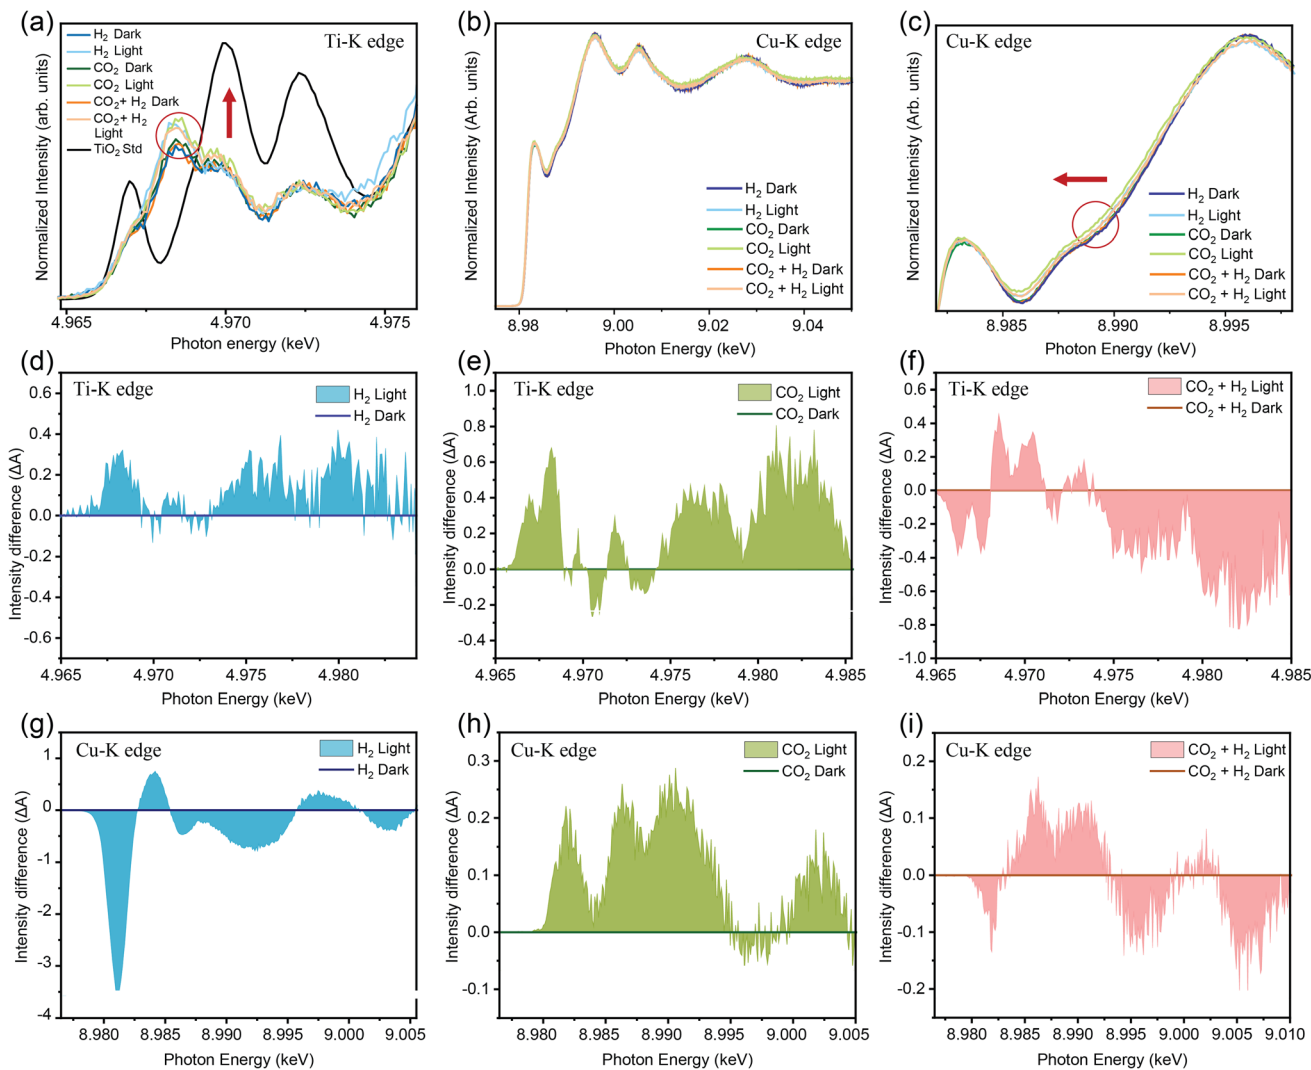 (a)
Ti-K edge
H2 Dark
H2 Light
CO2 Dark
CO2 Light
CO2+ H2 Dark
CO2+ H2
Light
TiO2 Std
Normalized Intensity (arb. units)
4.965 4.970 4.975
Photon energy (keV)
(b)
Cu-K edge
H2 Dark
H2 Light
CO2 Dark
CO2 Light
CO2 + H2 Dark
CO2 + H2 Light
Normalized Intensity (Arb. units)
8.98 9.00 9.02 9.04
Photon Energy (keV)
(c)
Cu-K edge
H2 Dark
H2 Light
CO2 Dark
CO2 Light
CO2 + H2 Dark
CO2 + H2 Light
Normalized Intenisity (Arb. units)
8.985 8.990 8.995
Photon Energy (keV)
(d)
Ti-K edge
H2 Light
H2 Dark
Intensity difference (ΔA)
0.6
0.4
0.2
0.0
-0.2
-0.4
-0.6
4.965 4.970 4.975 4.980
Photon Energy (keV)
(e)
Ti-K edge
CO2 Light
CO2 Dark
Intensity difference (ΔA)
1.0
0.8
0.6
0.4
0.2
0.0
-0.2
-0.4
4.965 4.970 4.975 4.980 4.985
Photon Energy (keV)
(f)
Ti-K edge
CO2 + H2 Light
CO2 + H2 Dark
Intensity difference (ΔA)
0.6
0.4
0.2
0.0
-0.2
-0.4
-0.6
-0.8
-1.0
4.965 4.970 4.975 4.980 4.985
Photon Energy (keV)
(g)
Cu-K edge
H2 Light
H2 Dark
Intensity difference (ΔA)
1
0
-1
-2
-3
-4
8.980 8.985 8.990 8.995 9.000 9.005
Photon Energy (keV)
(h)
Cu-K edge
CO2 Light
CO2 Dark
Intensity difference (ΔA)
0.3
0.2
0.1
0.0
-0.1
8.980 8.985 8.990 8.995 9.000 9.005
Photon Energy (keV)
(i)
Cu-K edge
CO2 + H2 Light
CO2 + H2 Dark
Intensity difference (ΔA)
0.2
0.1
0.0
-0.1
-0.2
8.980 8.985 8.990 8.995 9.000 9.005 9.010
Photon Energy (keV)